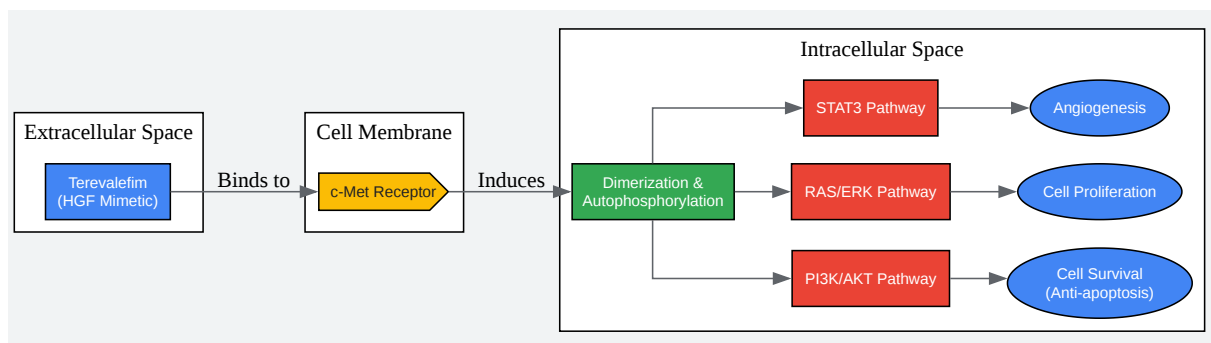 Extracellular Space
Terevalefim
(HGF Mimetic)
Binds to
Cell Membrane
c-Met Receptor
Induces
Intracellular Space
Dimerization &
Autophosphorylation
STAT3 Pathway
Angiogenesis
RAS/ERK Pathway
Cell Proliferation
PI3K/AKT Pathway
Cell Survival
(Anti-apoptosis)